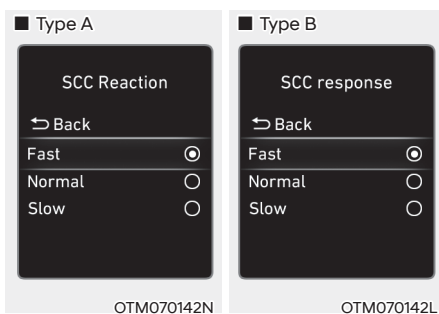 ■ Type A
SCC Reaction
Back
Fast
Normal
Slow
OTM070142N
■ Type B
SCC response
Back
Fast
Normal
Slow
OTM070142L